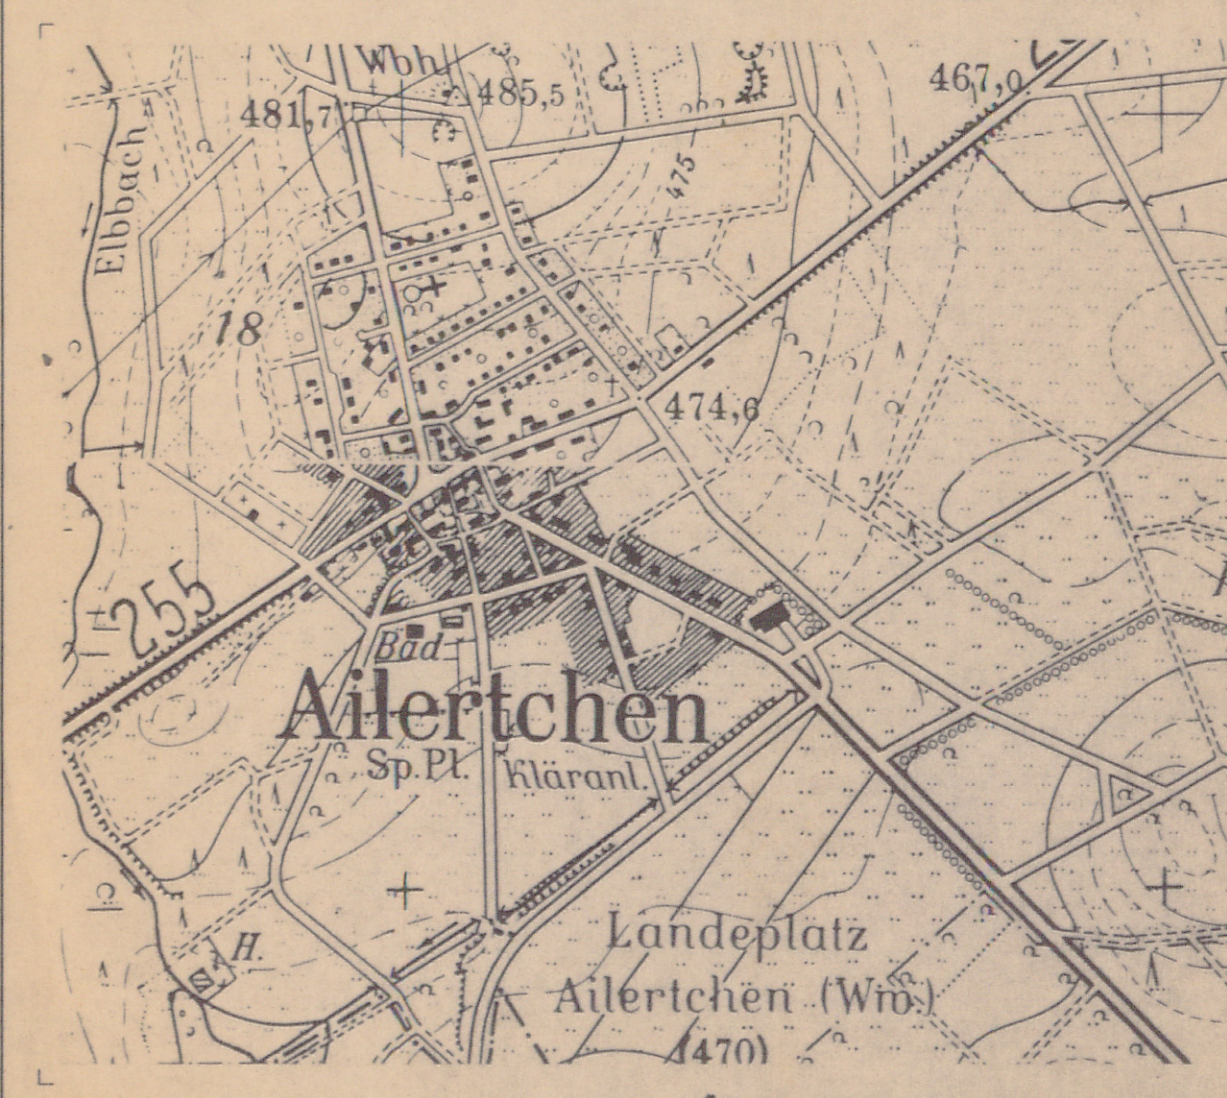 Wbh.
485,5
481,7
467,0
Elbbach
475
18
474,6
255
Bad
Ailertchen
Sp.Pl.
Kläranl.
H.
Landeplatz
Ailertchen (Ww.)
(470)